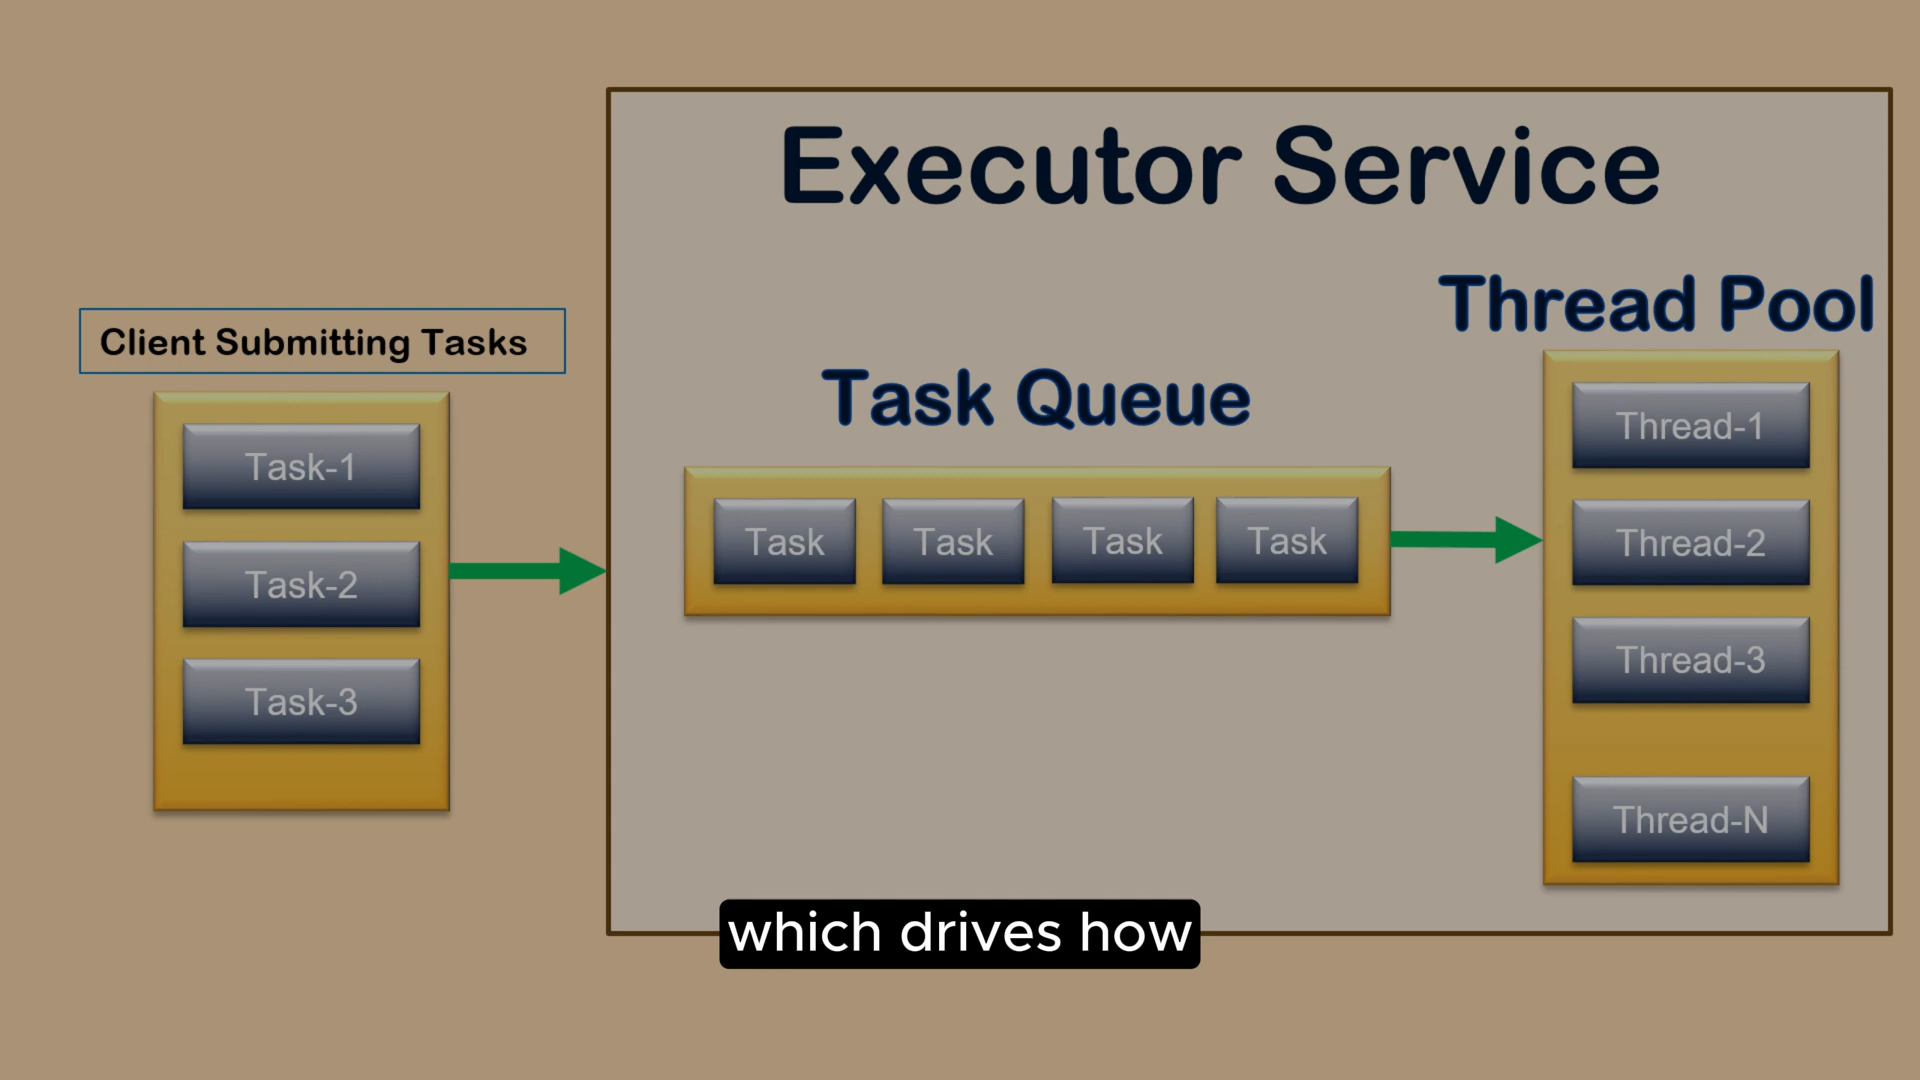 Executor Service
Client Submitting Tasks
Task-1
Task-2
Task-3
Task Queue
Task Task Task Task
Thread Pool
Thread-1
Thread-2
Thread-3
Thread-N
which drives how